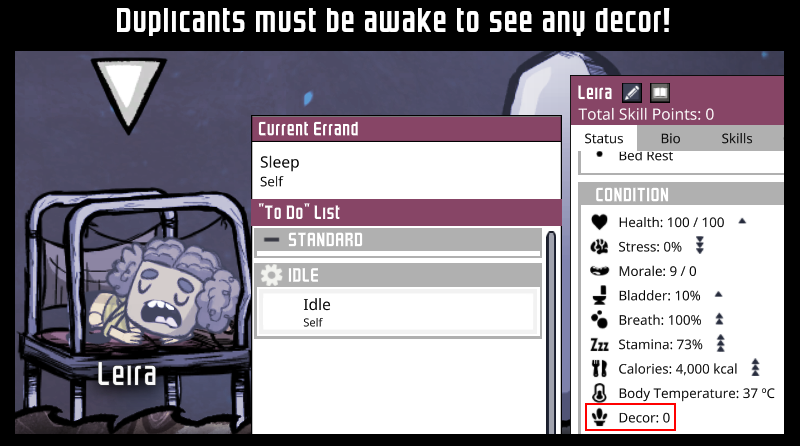 Duplicants must be awake to see any decor!
Leira
Current Errand
Sleep
Self
"To Do" List
STANDARD
IDLE
Idle
Self
Leira
Total Skill Points: 0
Status Bio Skills
Bed Rest
CONDITION
Health: 100 / 100
Stress: 0%
Morale: 9 / 0
Bladder: 10%
Breath: 100%
Zzz Stamina: 73%
Calories: 4,000 kcal
Body Temperature: 37 ºC
Decor: 0